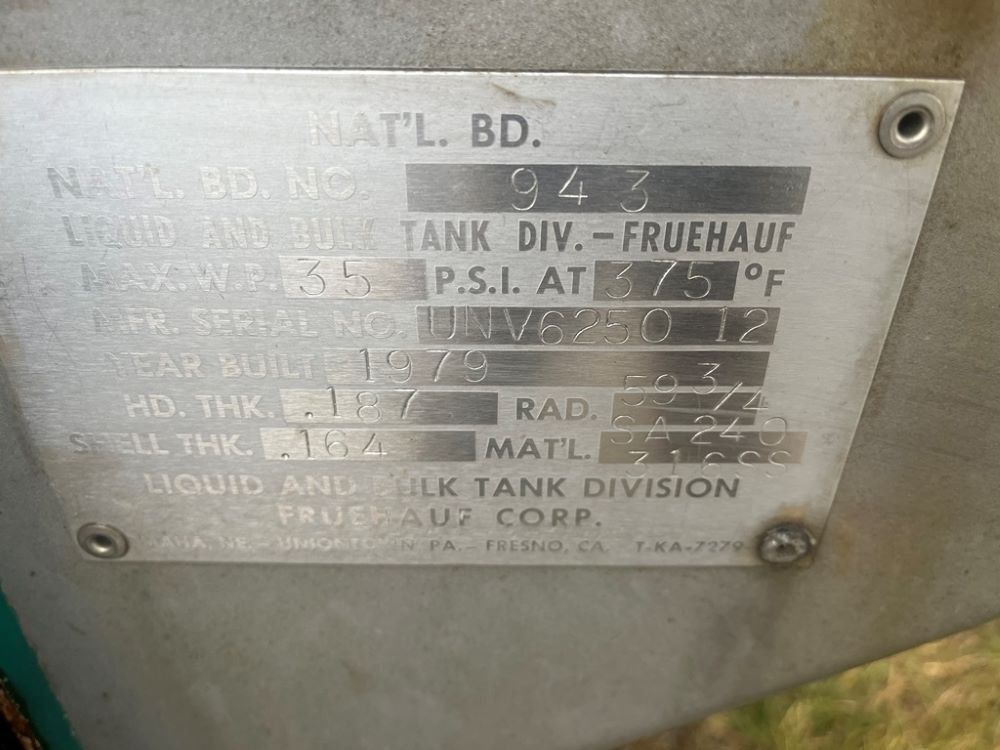 NAT'L. BD.
NAT'L. BD. NO. 943
LIQUID AND BULK TANK DIV.-FRUEHAUF
MAX. W.P. 35 P.S.I. AT 375 °F
MFR. SERIAL NO. UNV6250 12
YEAR BUILT 1979
HD. THK. .187 RAD. 59 3/4
SHELL THK. .164 MAT'L. SA 240 316SS
LIQUID AND BULK TANK DIVISION
FRUEHAUF CORP.
OMAHA, NE.-UNIONTOWN PA.-FRESNO, CA. T-KA-7279